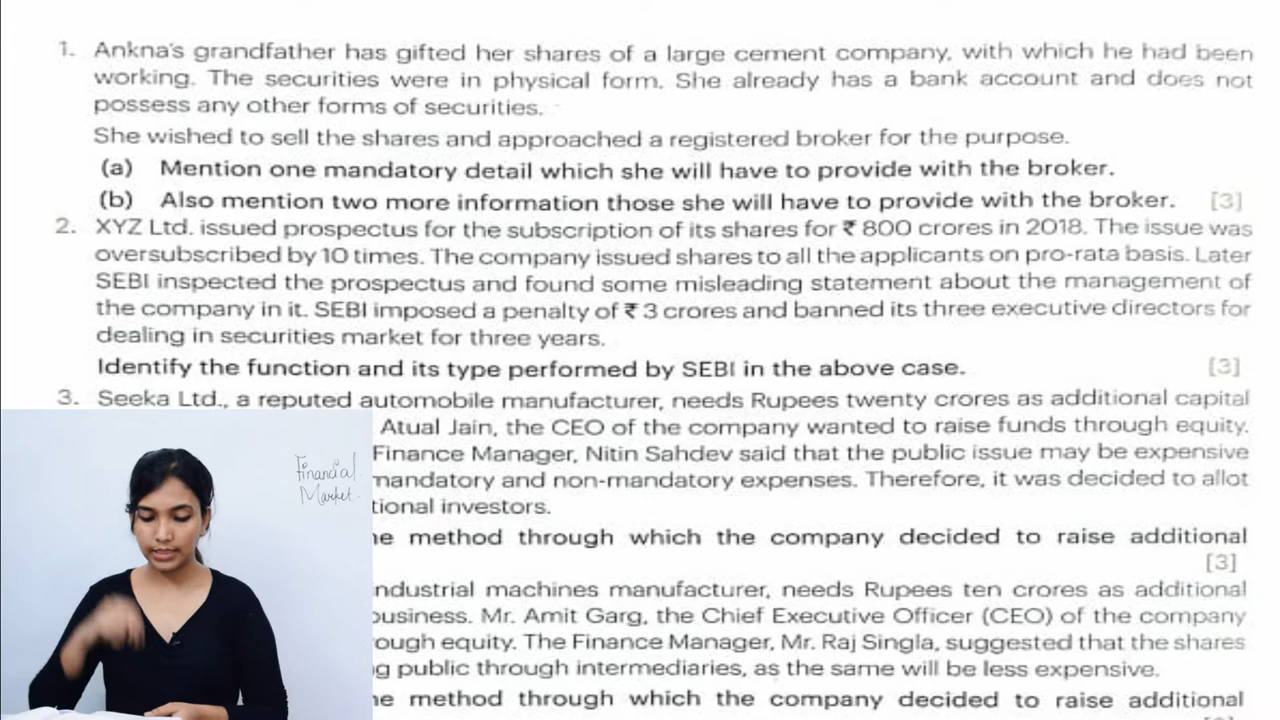 1. Ankna's grandfather has gifted her shares of a large cement company, with which he had been
working. The securities were in physical form. She already has a bank account and does not
possess any other forms of securities.
She wished to sell the shares and approached a registered broker for the purpose.
(a) Mention one mandatory detail which she will have to provide with the broker.
(b) Also mention two more information those she will have to provide with the broker. [3]
2. XYZ Ltd. issued prospectus for the subscription of its shares for ₹ 800 crores in 2018. The issue was
oversubscribed by 10 times. The company issued shares to all the applicants on pro-rata basis. Later
SEBI inspected the prospectus and found some misleading statement about the management of
the company in it. SEBI imposed a penalty of ₹ 3 crores and banned its three executive directors for
dealing in securities market for three years.
Identify the function and its type performed by SEBI in the above case. [3]
3. Seeka Ltd., a reputed automobile manufacturer, needs Rupees twenty crores as additional capital
Atual Jain, the CEO of the company wanted to raise funds through equity.
Finance Manager, Nitin Sahdev said that the public issue may be expensive
mandatory and non-mandatory expenses. Therefore, it was decided to allot
tional investors.
e method through which the company decided to raise additional
[3]
ndustrial machines manufacturer, needs Rupees ten crores as additional
business. Mr. Amit Garg, the Chief Executive Officer (CEO) of the company
ough equity. The Finance Manager, Mr. Raj Singla, suggested that the shares
g public through intermediaries, as the same will be less expensive.
e method through which the company decided to raise additional
Financial
Market